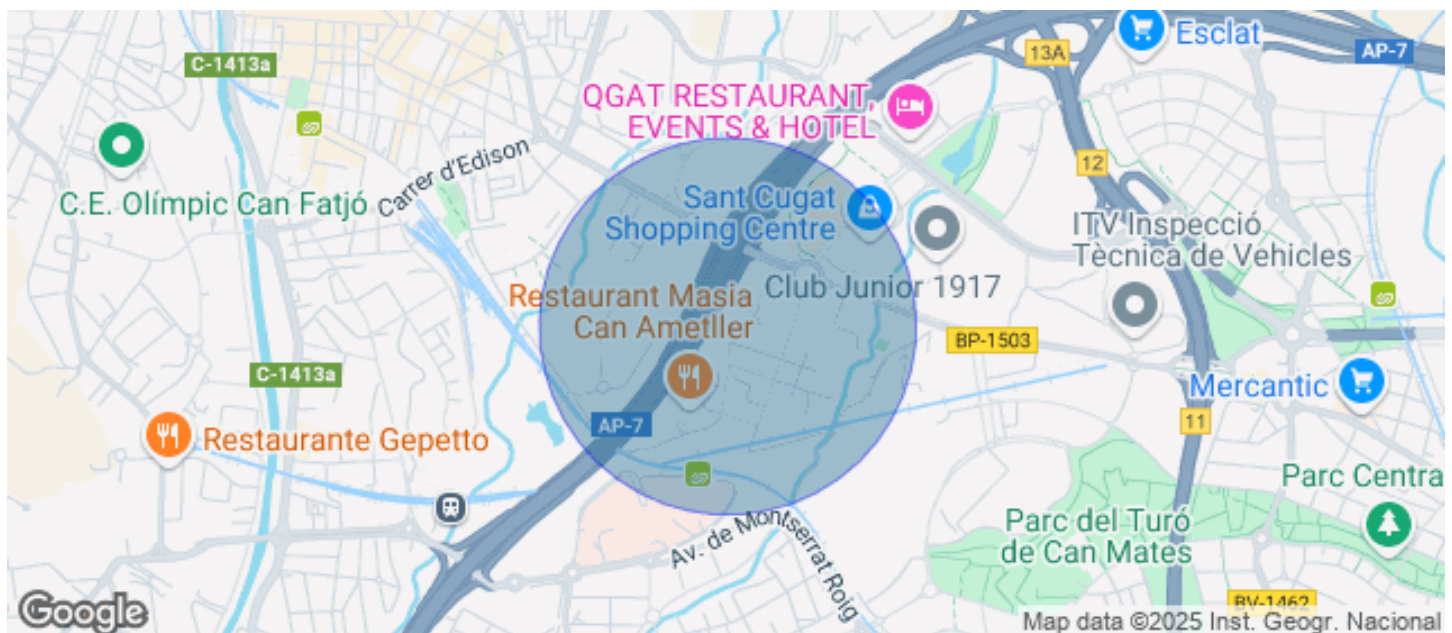 C-1413a
Esclat
13A
AP-7
QGAT RESTAURANT,
EVENTS & HOTEL
Carrer d'Edison
12
C.E. Olímpic Can Fatjó
Sant Cugat
Shopping Centre
ITV Inspecció
Tècnica de Vehicles
Restaurant Masia
Can Ametller
Club Junior 1917
BP-1503
C-1413a
Mercantic
AP-7
11
Restaurante Gepetto
Parc Centra
Av. de Montserrat Roig
Parc del Turó
de Can Mates
BV-1462
Google
Map data ©2025 Inst. Geogr. Nacional